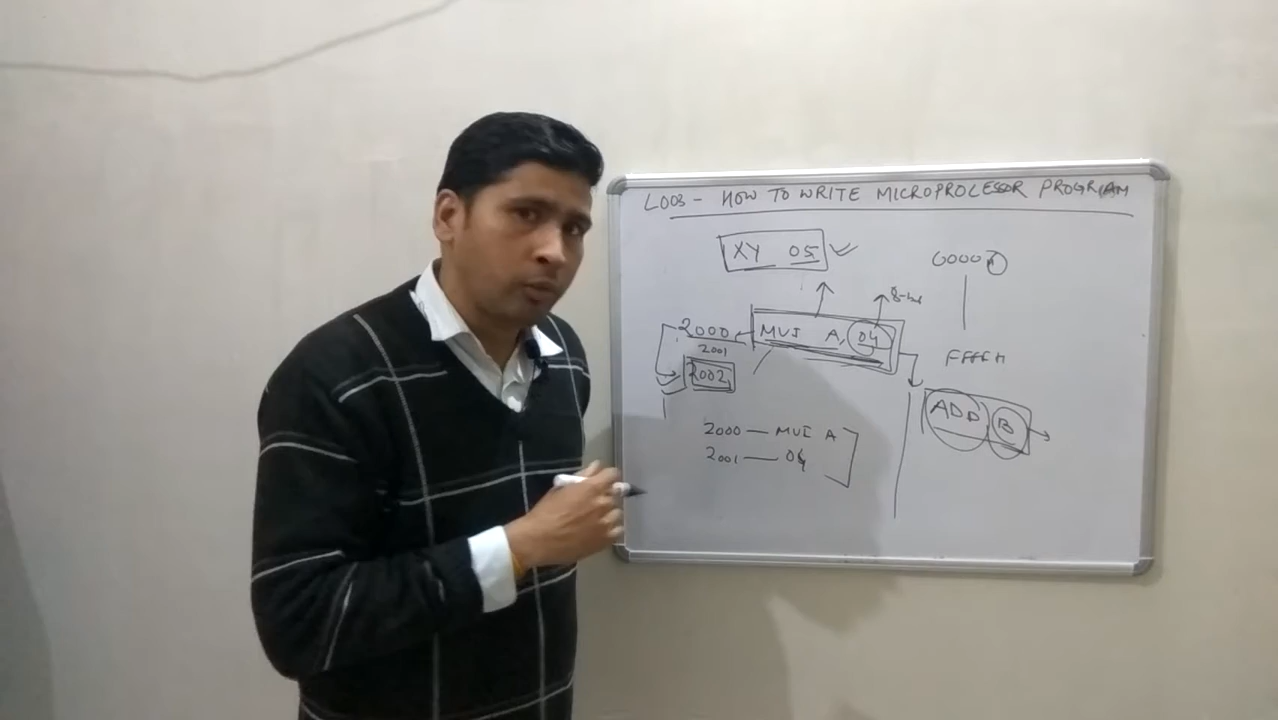 L003 - HOW TO WRITE MICROPROCESSOR PROGRAM
XY 05
0000H
8-bit
2000 MVI A, 04
2001
FFFFH
2002
ADD B
2000 — MVI A
2001 — 04